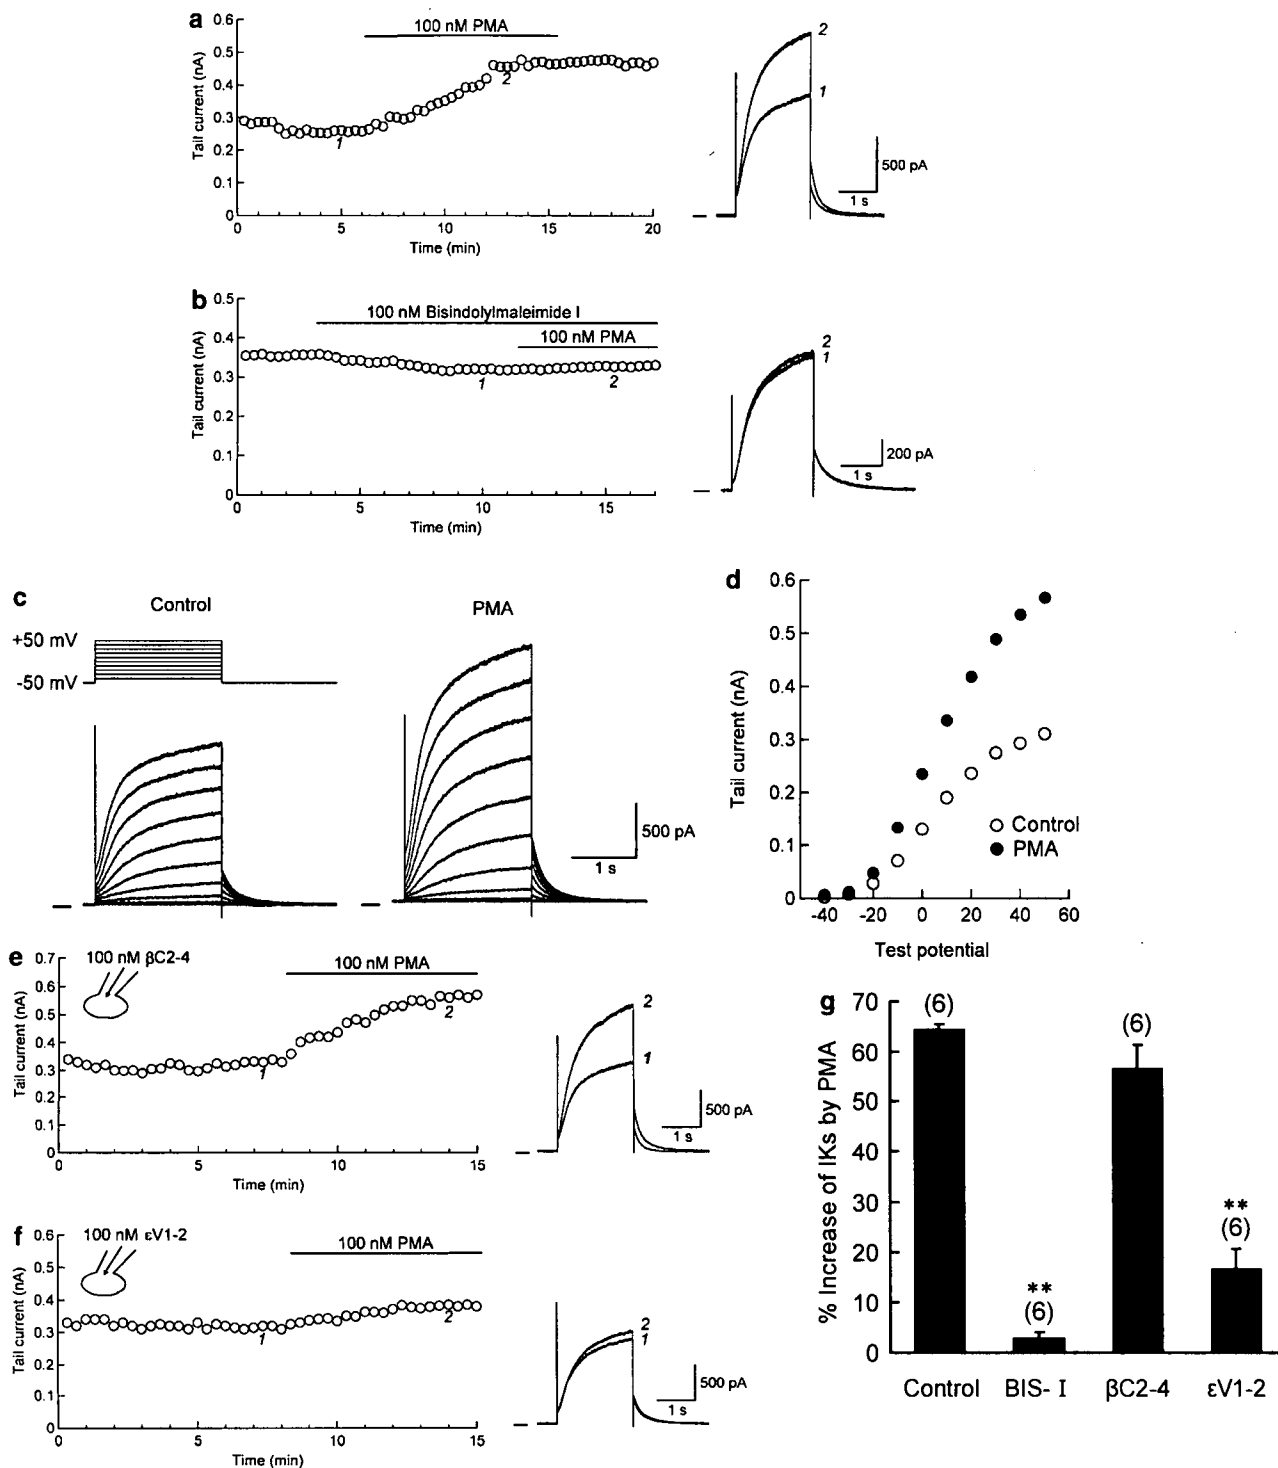 a
0.6
0.5
0.4
0.3
0.2
0.1
0
Tail current (nA)
100 nM PMA
1
2
0 5 10 15 20
Time (min)
2
1
500 pA
1 s
b
0.5
0.4
0.3
0.2
0.1
0
Tail current (nA)
100 nM Bisindolylmaleimide I
100 nM PMA
1
2
0 5 10 15
Time (min)
2
1
200 pA
1 s
c
Control
PMA
+50 mV
-50 mV
500 pA
1 s
d
0.6
0.5
0.4
0.3
0.2
0.1
0
Tail current (nA)
Control
PMA
-40 -20 0 20 40 60
Test potential
e
0.7
0.6
0.5
0.4
0.3
0.2
0.1
0
Tail current (nA)
100 nM βC2-4
100 nM PMA
1
2
0 5 10 15
Time (min)
2
1
500 pA
1 s
f
0.6
0.5
0.4
0.3
0.2
0.1
0
Tail current (nA)
100 nM εV1-2
100 nM PMA
1
2
0 5 10 15
Time (min)
2
1
500 pA
1 s
g
70
60
50
40
30
20
10
0
% Increase of IKs by PMA
(6)
**
(6)
(6)
**
(6)
Control BIS- I βC2-4 εV1-2